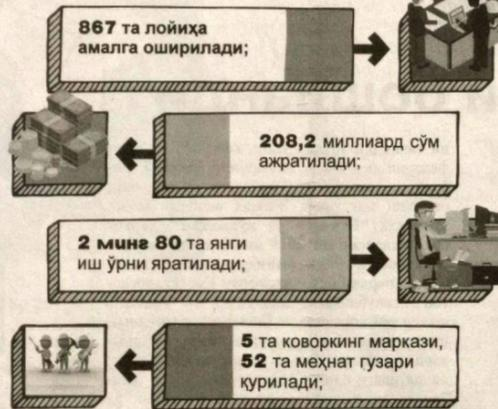 867 та лойиҳа
амалга оширилади;
208,2 миллиард сўм
ажратилади;
2 минг 80 та янги
иш ўрни яратилади;
5 та коворкинг маркази,
52 та меҳнат гузари
қурилади;